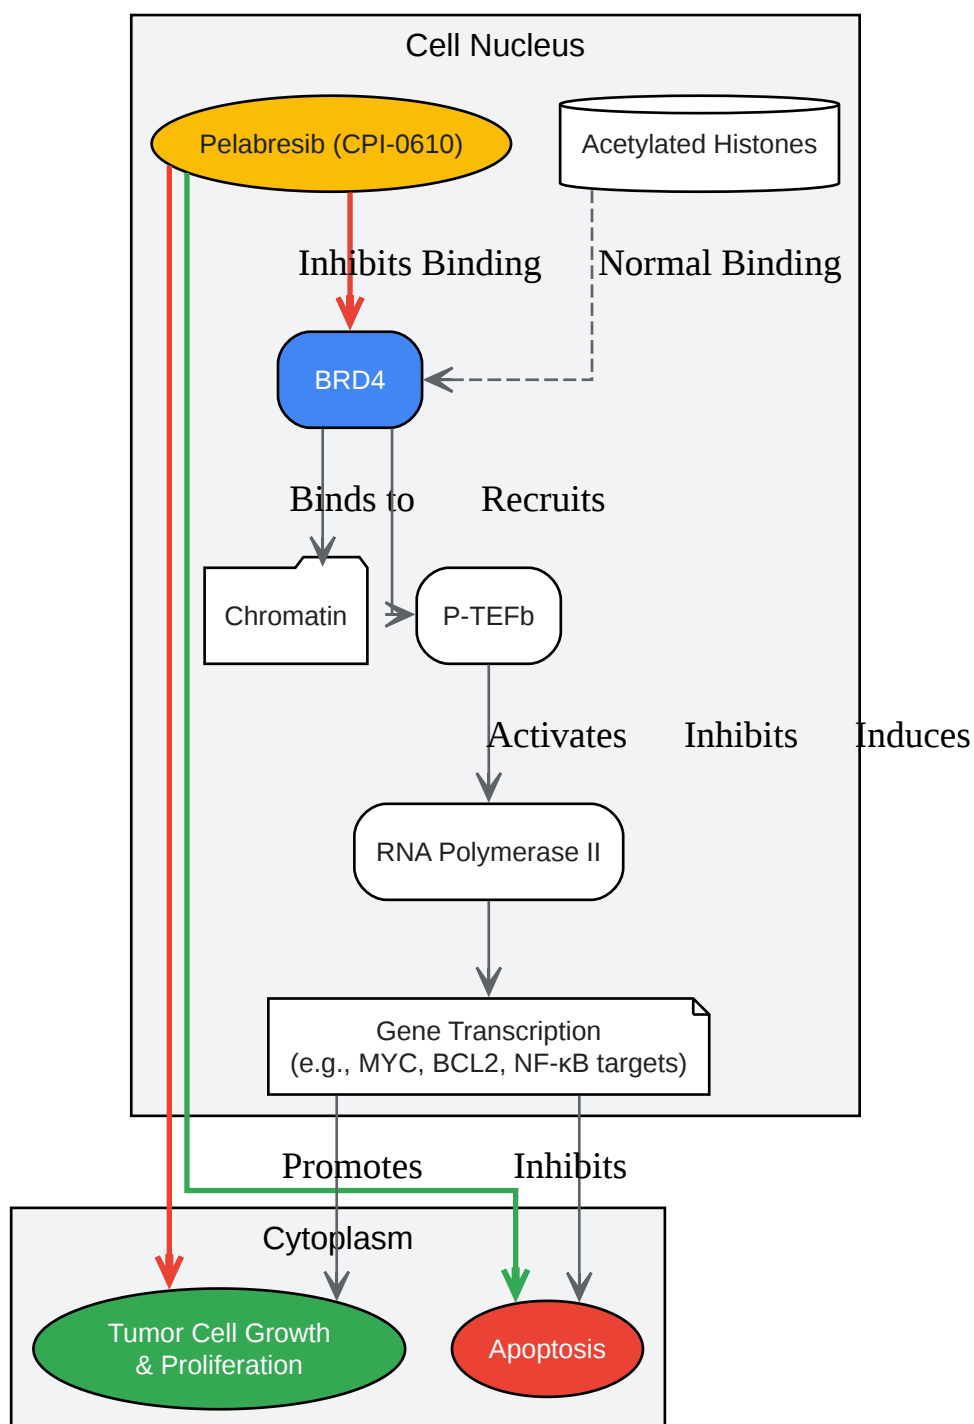 Cell Nucleus
Pelabresib (CPI-0610)
Acetylated Histones
Inhibits Binding
Normal Binding
BRD4
Binds to
Recruits
Chromatin
P-TEFb
Activates
Inhibits
Induces
RNA Polymerase II
Gene Transcription
(e.g., MYC, BCL2, NF-κB targets)
Promotes
Inhibits
Cytoplasm
Tumor Cell Growth
& Proliferation
Apoptosis